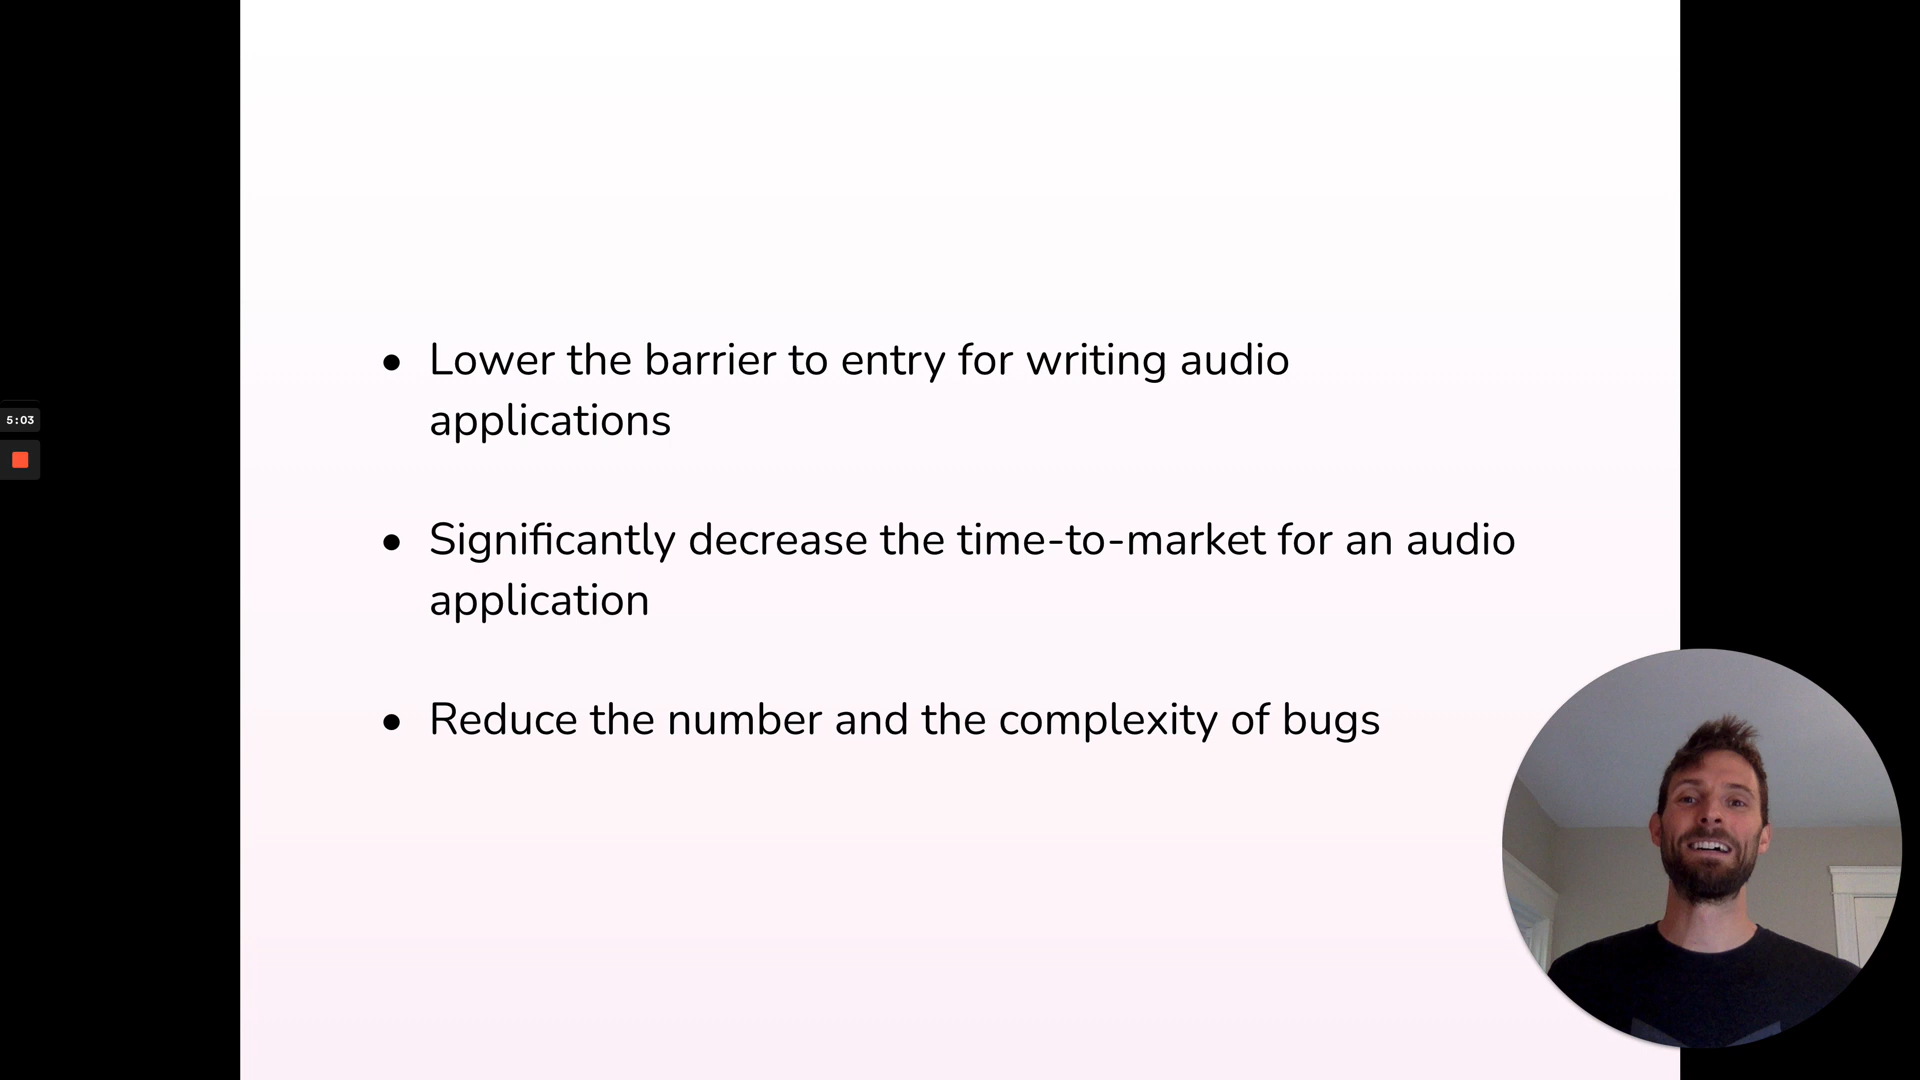 • Lower the barrier to entry for writing audio
applications
5:03
• Significantly decrease the time-to-market for an audio
application
• Reduce the number and the complexity of bugs